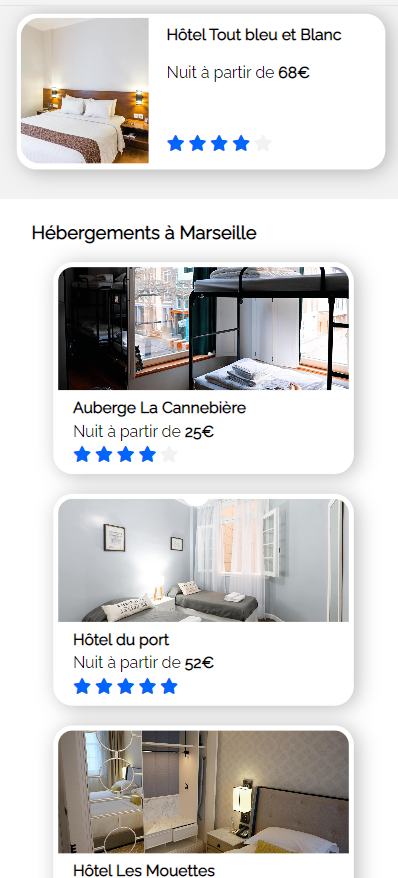 Hôtel Tout bleu et Blanc
Nuit à partir de 68€
Hébergements à Marseille
Auberge La Cannebière
Nuit à partir de 25€
Hôtel du port
Nuit à partir de 52€
Hôtel Les Mouettes